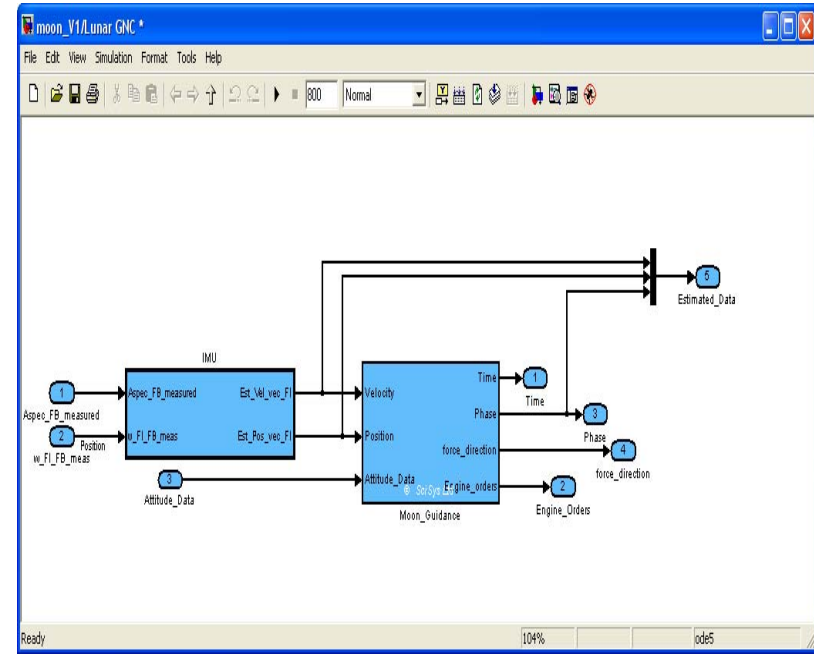 moon_V1/Lunar GNC *
File Edit View Simulation Format Tools Help
800 Normal
5
Estimated_Data
IMU
1
Aspec_FB_measured
Aspec_FB_measured
Est_Vel_vec_FI
2
Position
w_FI_FB_meas
w_FI_FB_meas
Est_Pos_vec_FI
3
Attitude_Data
Velocity
Position
Attitude_Data
Time
Phase
force_direction
Engine_orders
© SciSys Ltd
Moon_Guidance
1
Time
3
Phase
4
force_direction
2
Engine_Orders
Ready 104% ode5